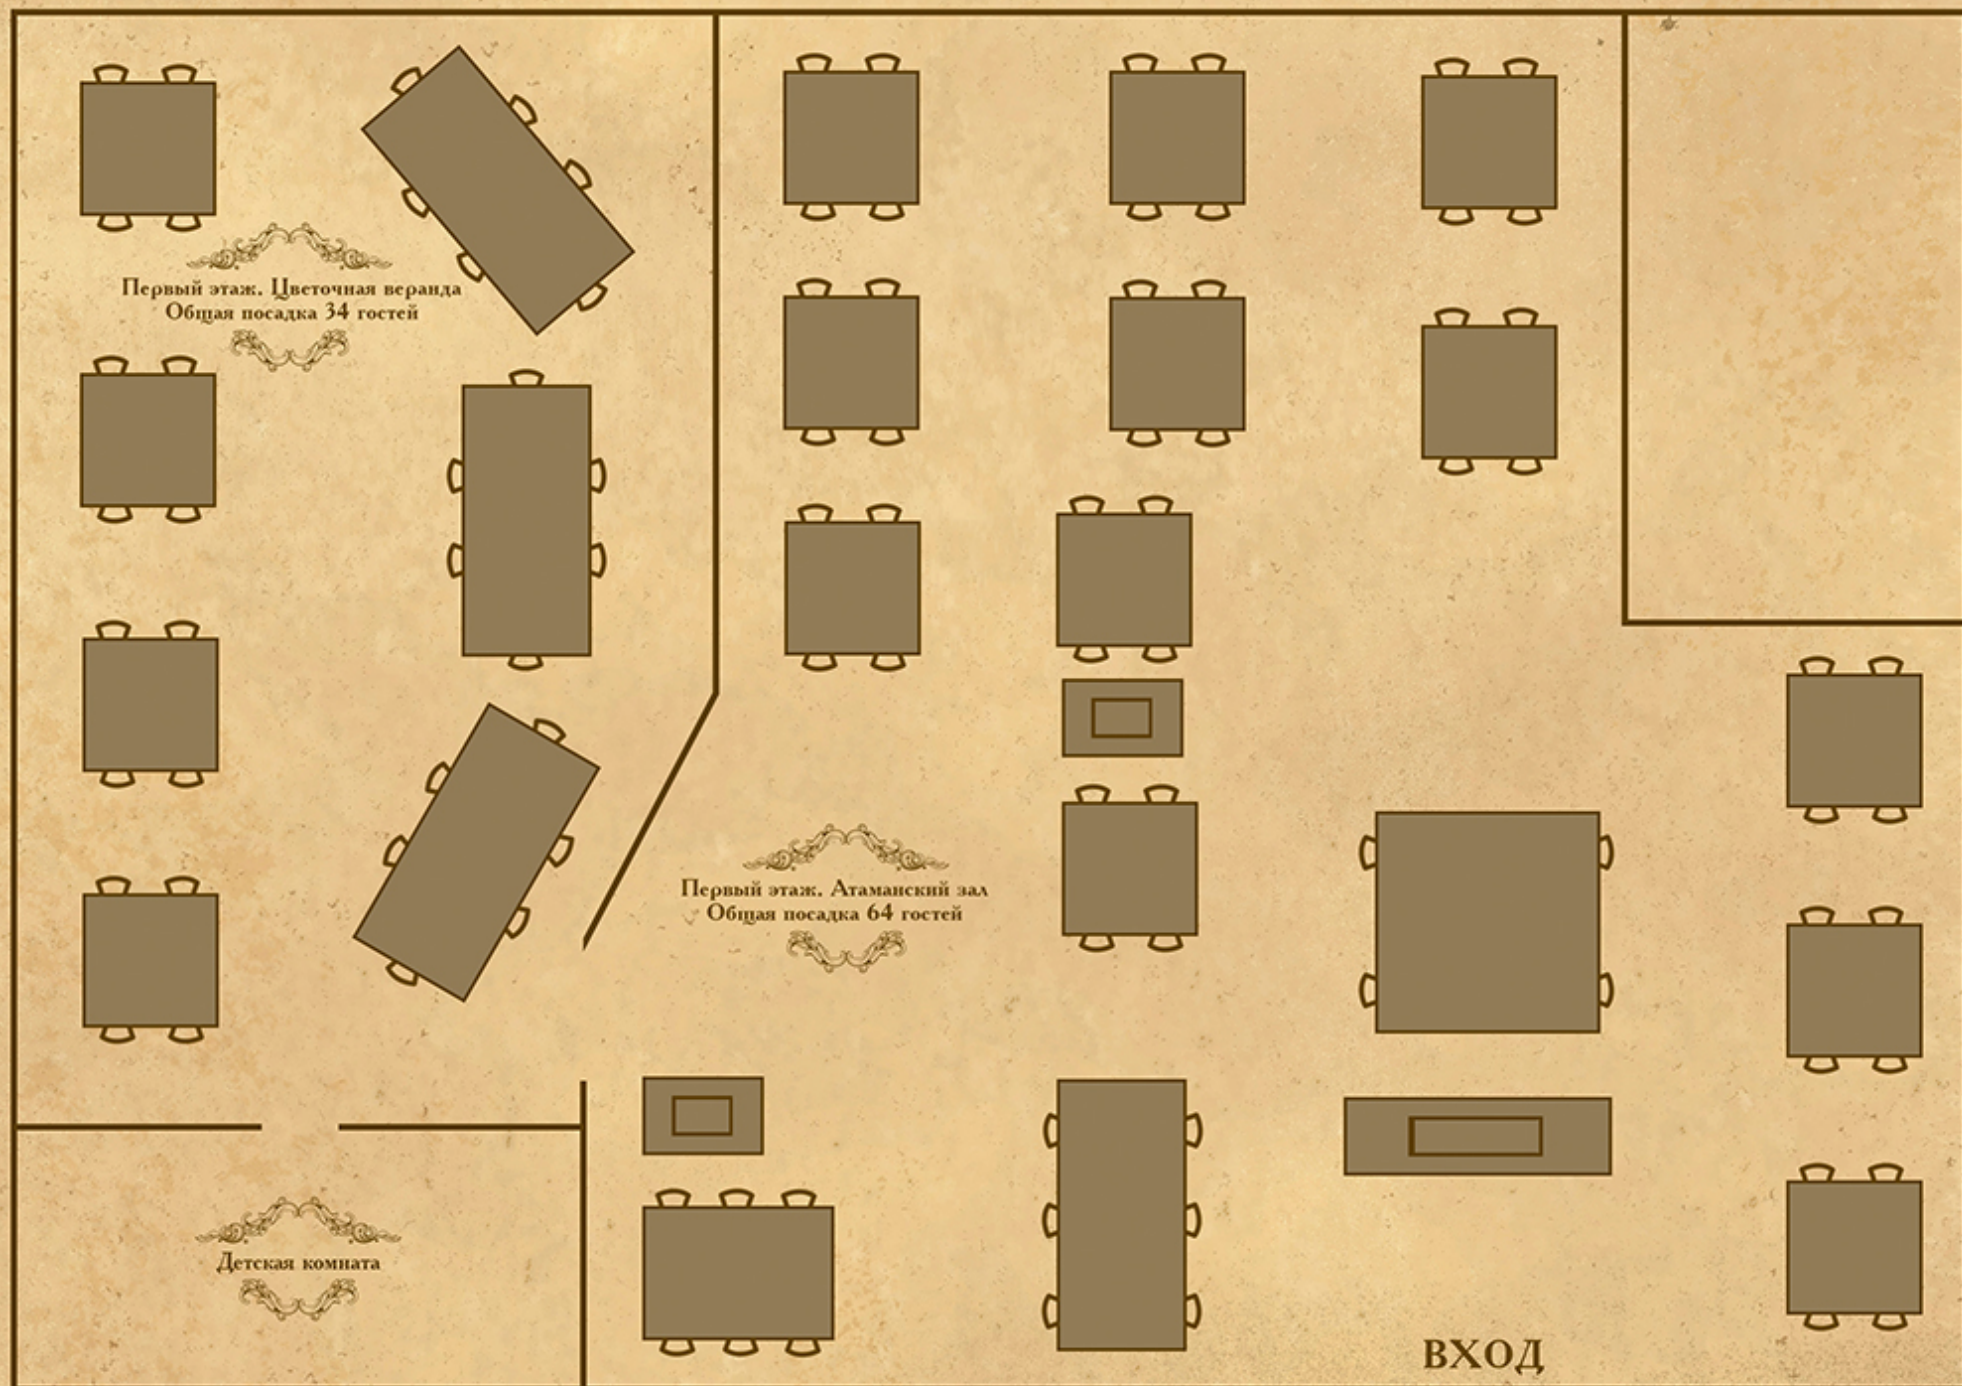 Первый этаж. Цветочная веранда
Общая посадка 34 гостей
Первый этаж. Атаманский зал
Общая посадка 64 гостей
Детская комната
ВХОД